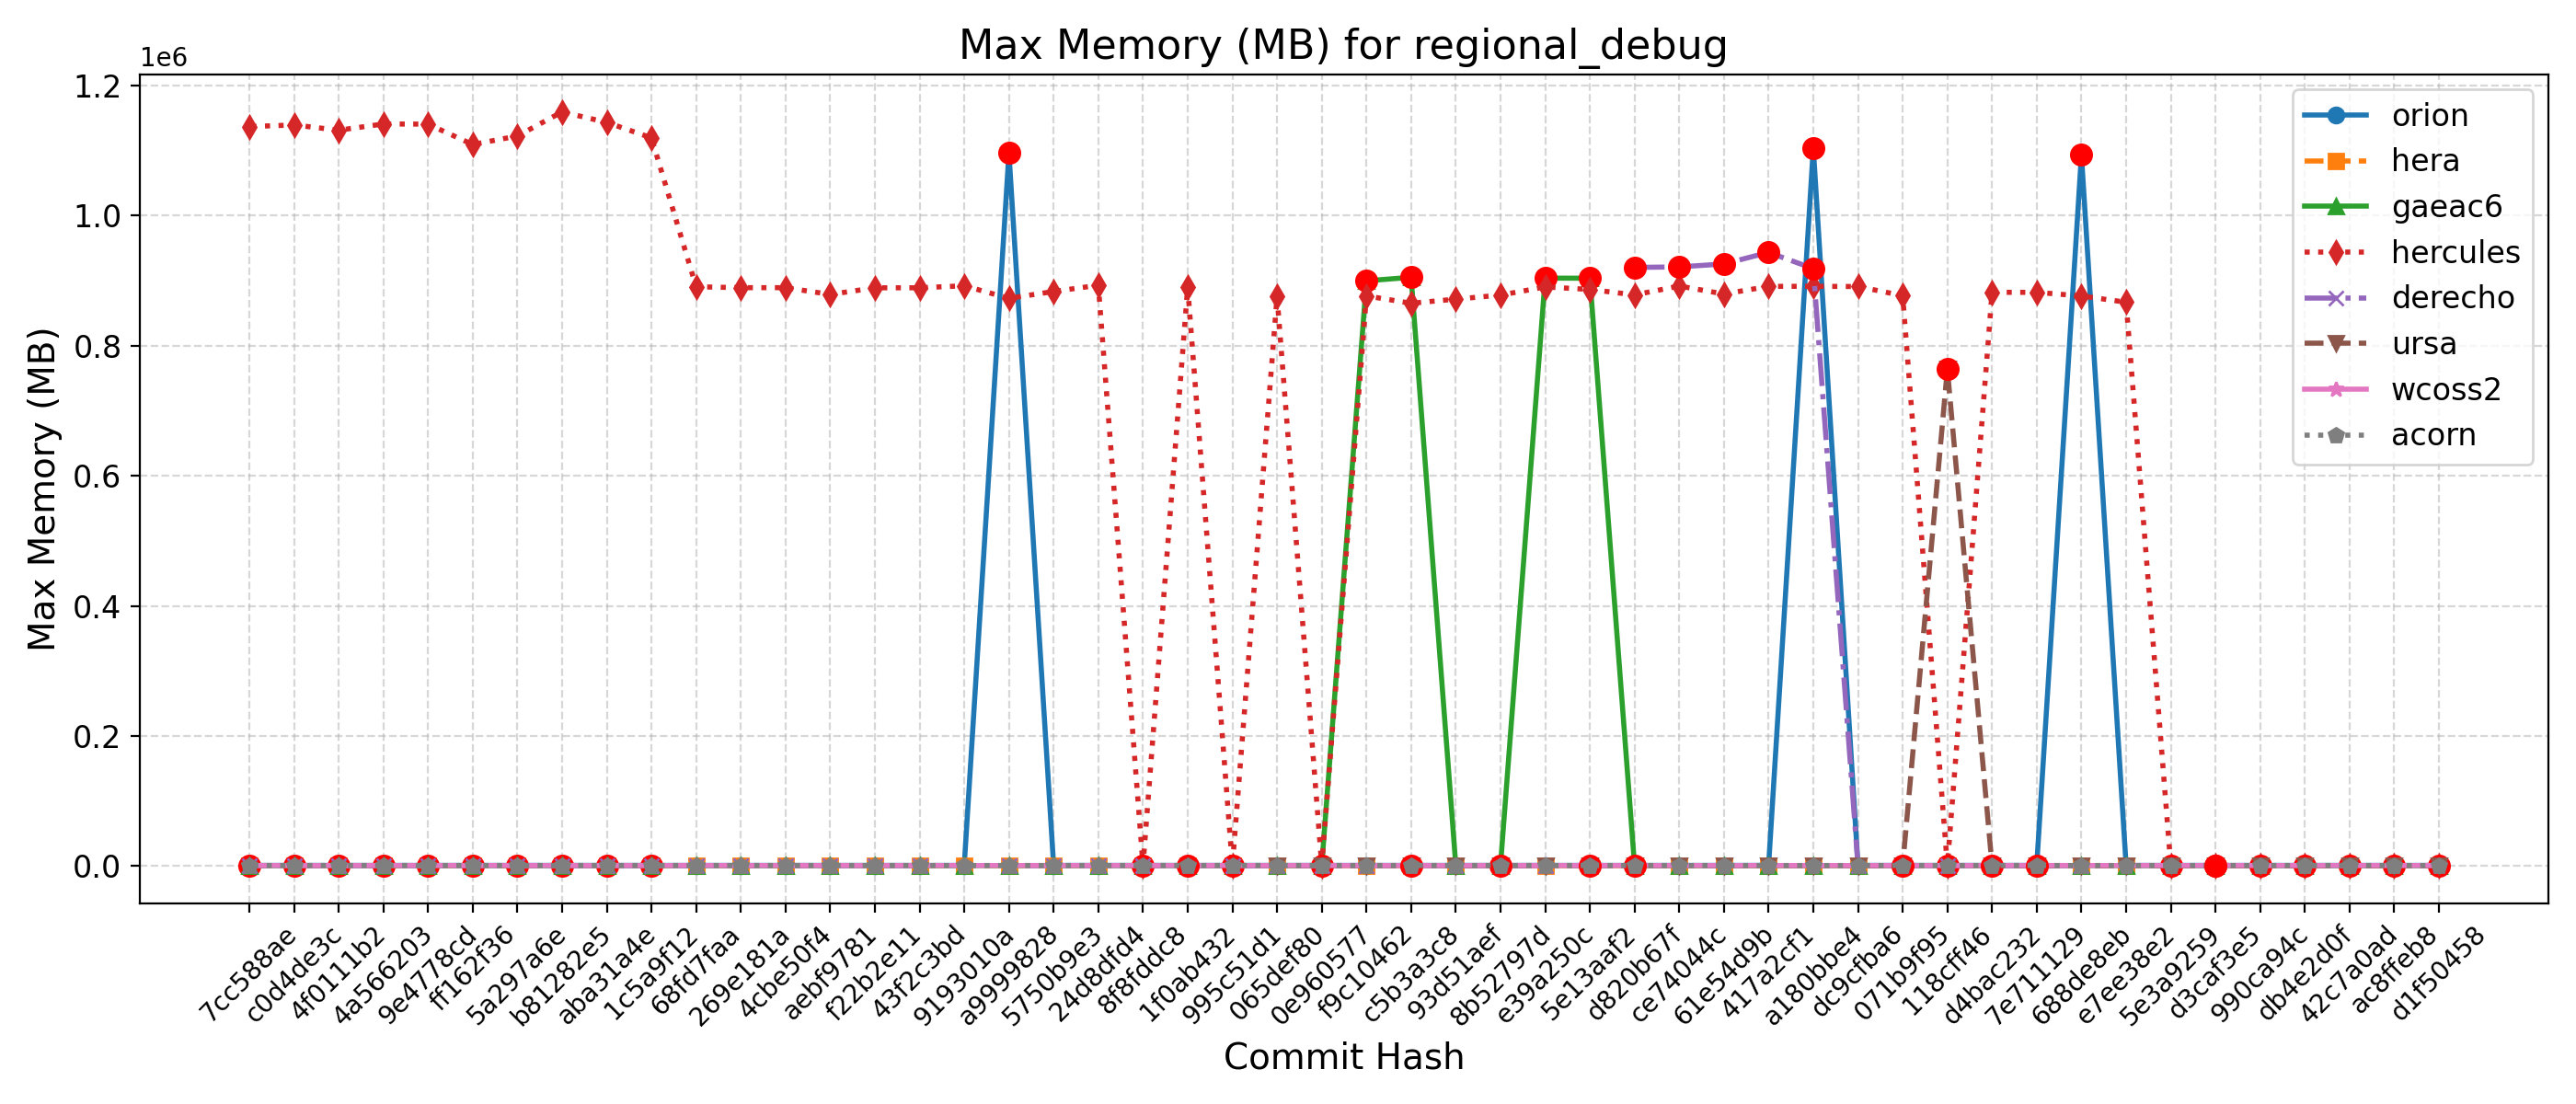 Max Memory (MB) for regional_debug
1e6
1.2
1.0
0.8
0.6
0.4
0.2
0.0
Max Memory (MB)
orion
hera
gaeac6
hercules
derecho
ursa
wcoss2
acorn
7cc588ae
c0d4de3c
4f0111b2
4a566203
9e4778cd
ff162f36
5a297a6e
b81282e5
aba31a4e
1c5a9f12
68fd7faa
269e181a
4cbe50f4
aebf9781
f22b2e11
43f2c3bd
9193010a
a9999828
5750b9e3
24d8dfd4
8f8fddc8
1f0ab432
995c51d1
065def80
0e960577
f9c10462
c5b3a3c8
93d51aef
8b52797d
e39a250c
5e13aaf2
d820b67f
ce74044c
61e54d9b
417a2cf1
a180bbe4
dc9cfba6
071b9f95
118cff46
d4bac232
7e711129
688de8eb
e7ee38e2
5e3a9259
d3caf3e5
990ca94c
db4e2d0f
42c7a0ad
ac8ffeb8
d1f50458
Commit Hash